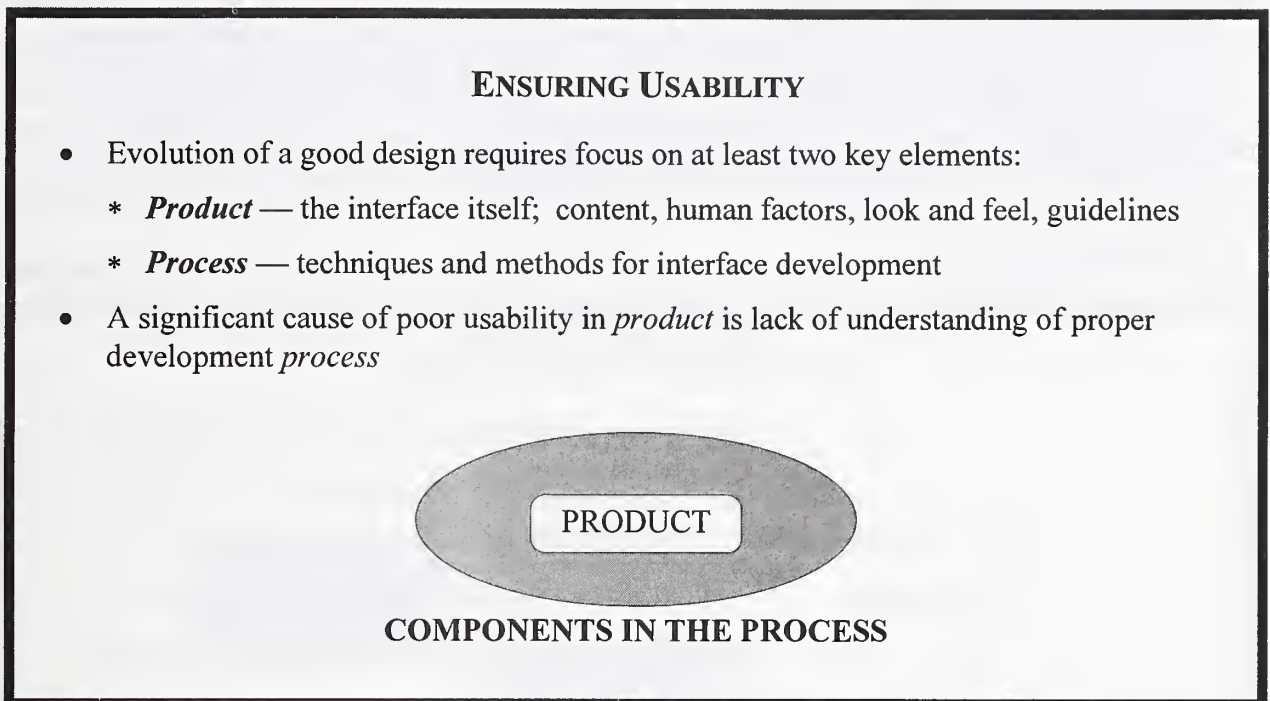 ENSURING USABILITY
• Evolution of a good design requires focus on at least two key elements:
* Product — the interface itself; content, human factors, look and feel, guidelines
* Process — techniques and methods for interface development
• A significant cause of poor usability in product is lack of understanding of proper
development process
PRODUCT
COMPONENTS IN THE PROCESS